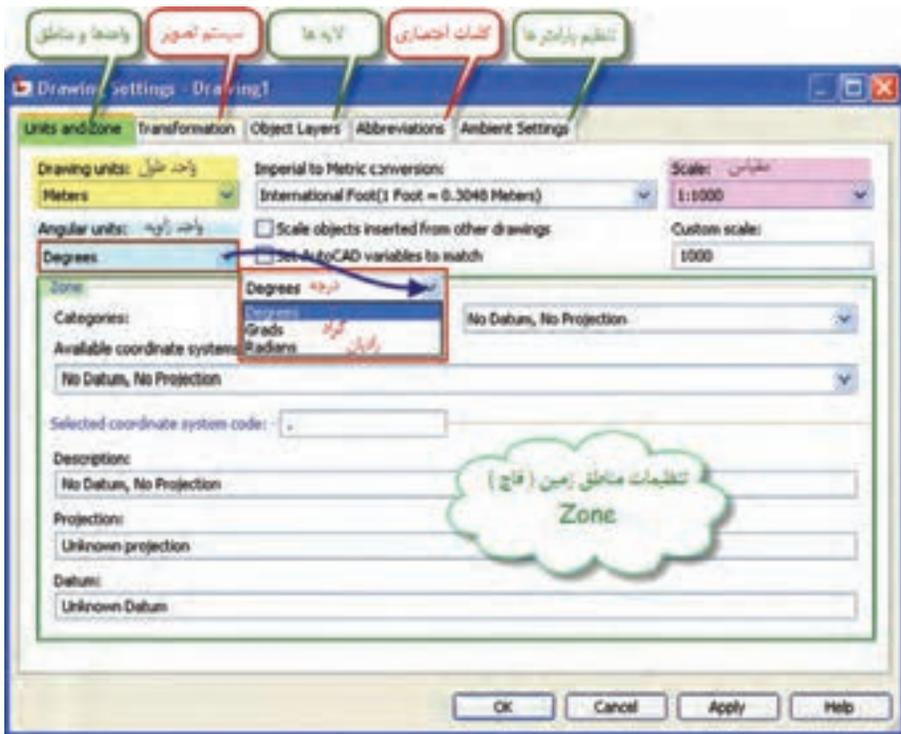 واحدها و مناطق
سیستم تصویر
لایه ها
کلمات اختصاری
تنظیم پارامتر ها
Drawing Settings - Drawing1
Units and Zone Transformation Object Layers Abbreviations Ambient Settings
Drawing units: واحد طول Imperial to Metric conversion: Scale: مقیاس
Meters International Foot(1 Foot = 0.3048 Meters) 1:1000
Angular units: واحد زاویه Scale objects inserted from other drawings Custom scale:
Degrees Set AutoCAD variables to match 1000
Zone
Degrees درجه
Degrees
Grads گراد
Radians رادیان
Categories: No Datum, No Projection
Available coordinate systems
No Datum, No Projection
Selected coordinate system code: .
Description:
No Datum, No Projection
تنظیمات مناطق زمین ( قاچ )
Zone
Projection:
Unknown projection
Datum:
Unknown Datum
OK Cancel Apply Help